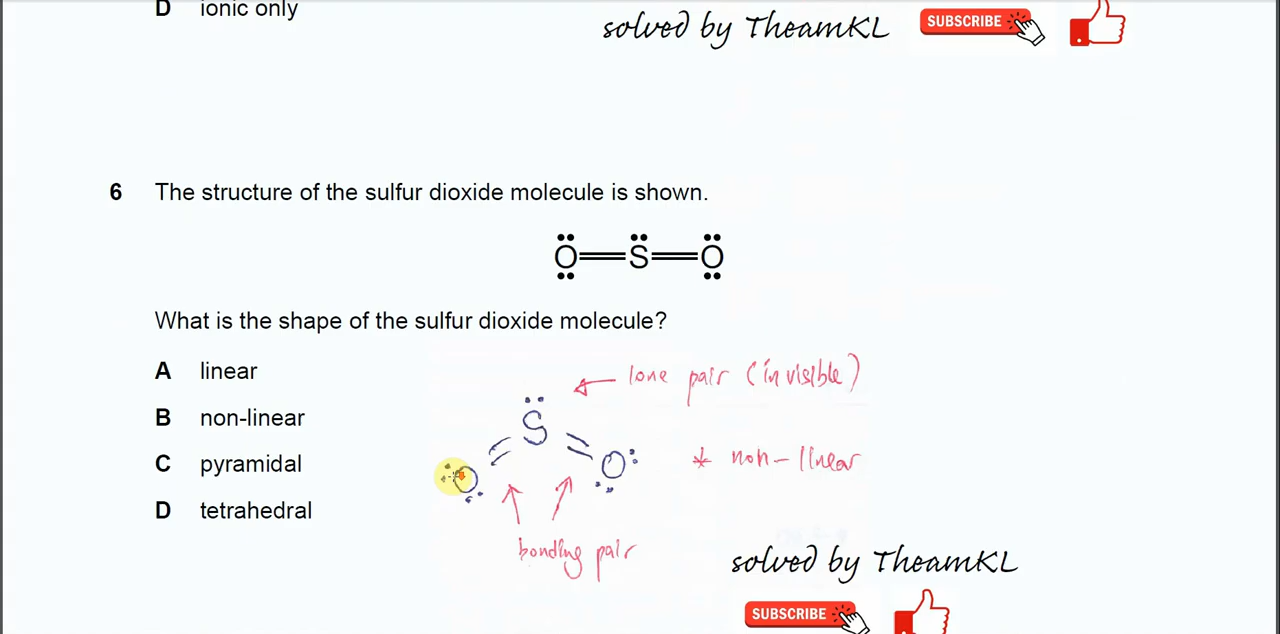 D ionic only
solved by TheamKL
SUBSCRIBE
6 The structure of the sulfur dioxide molecule is shown.
O S O
What is the shape of the sulfur dioxide molecule?
A linear
B non-linear
C pyramidal
D tetrahedral
lone pair (invisible)
S
O O
* non-linear
bonding pair
solved by TheamKL
SUBSCRIBE